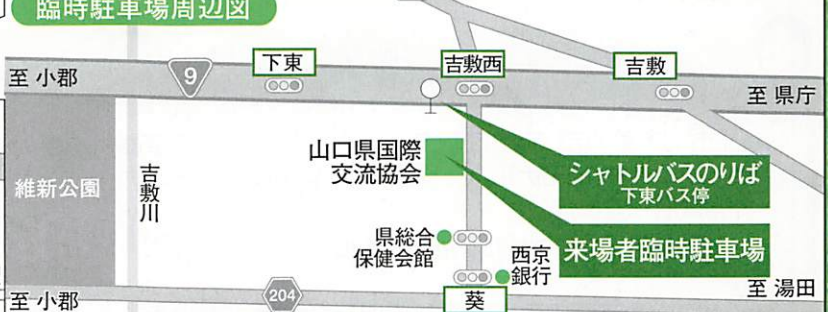 臨時駐車場周辺図
至 小郡
9
下東
吉敷西
吉敷
至 県庁
維新公園
吉敷川
山口県国際
交流協会
シャトルバスのりば
下東バス停
県総合
保健会館
西京
銀行
来場者臨時駐車場
至 小郡
204
葵
至 湯田